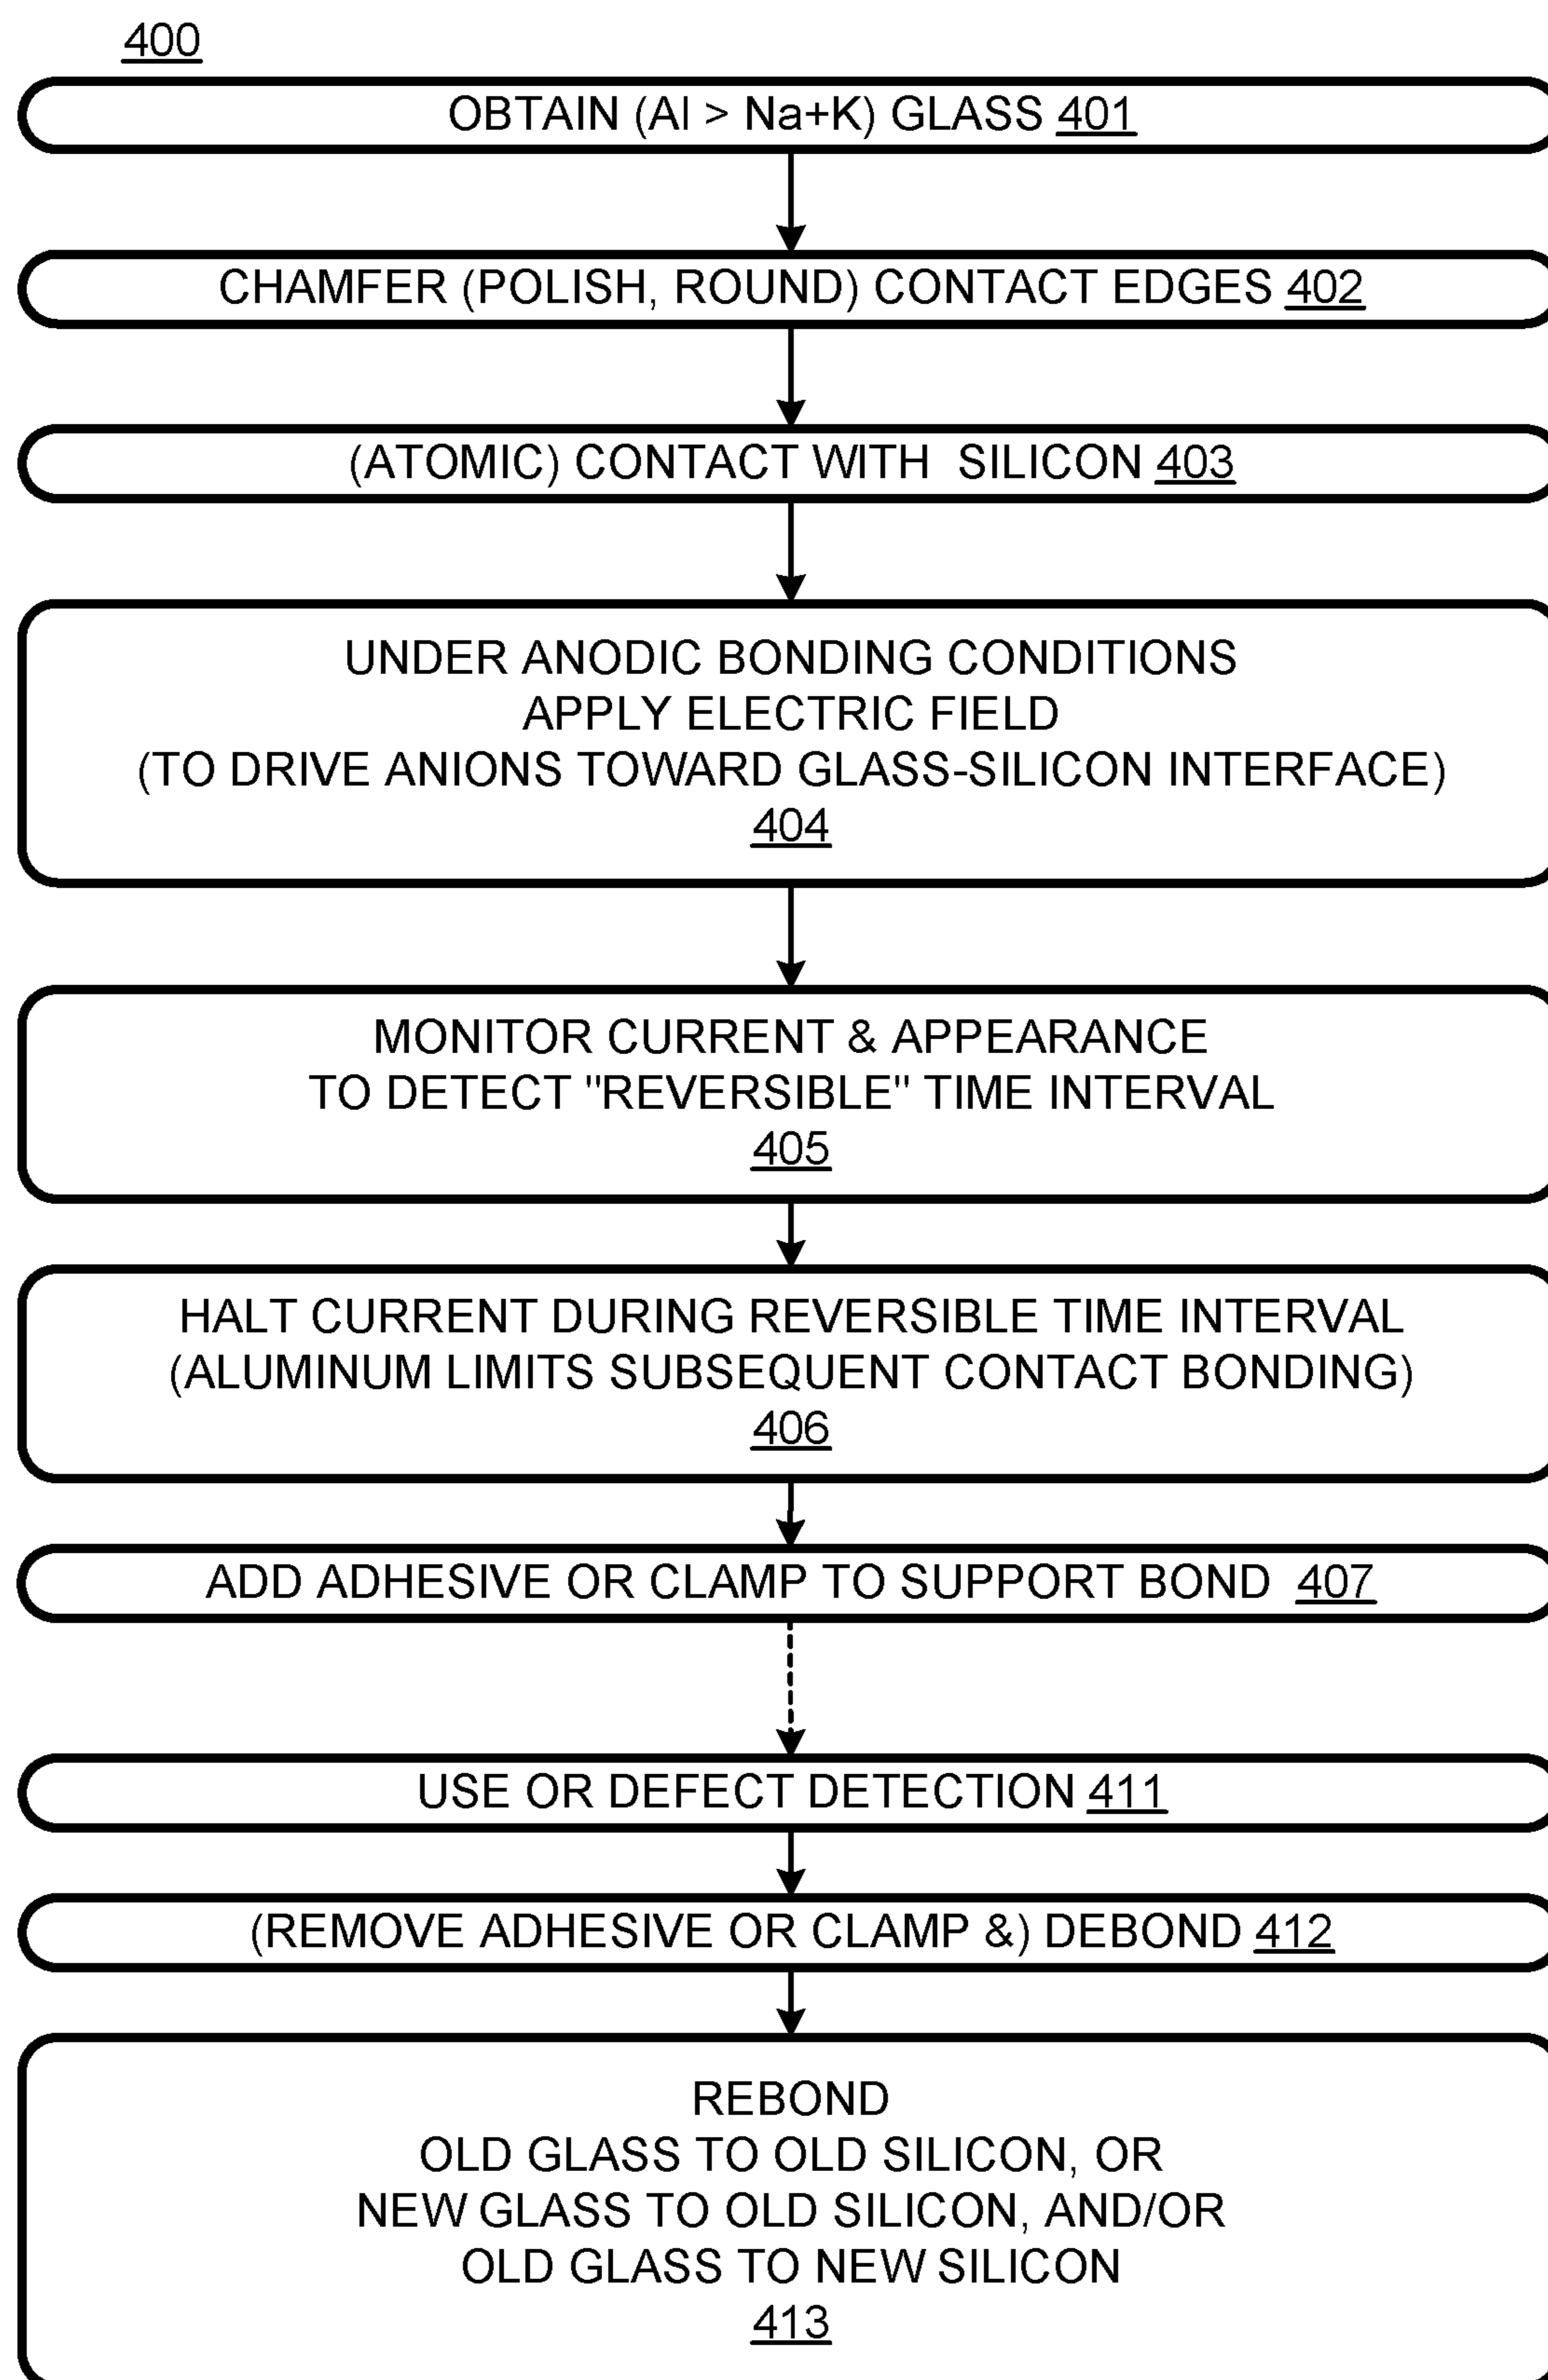 400
OBTAIN (Al > Na+K) GLASS 401
CHAMFER (POLISH, ROUND) CONTACT EDGES 402
(ATOMIC) CONTACT WITH SILICON 403
UNDER ANODIC BONDING CONDITIONS
APPLY ELECTRIC FIELD
(TO DRIVE ANIONS TOWARD GLASS-SILICON INTERFACE)
404
MONITOR CURRENT & APPEARANCE
TO DETECT "REVERSIBLE" TIME INTERVAL
405
HALT CURRENT DURING REVERSIBLE TIME INTERVAL
(ALUMINUM LIMITS SUBSEQUENT CONTACT BONDING)
406
ADD ADHESIVE OR CLAMP TO SUPPORT BOND 407
USE OR DEFECT DETECTION 411
(REMOVE ADHESIVE OR CLAMP &) DEBOND 412
REBOND
OLD GLASS TO OLD SILICON, OR
NEW GLASS TO OLD SILICON, AND/OR
OLD GLASS TO NEW SILICON
413